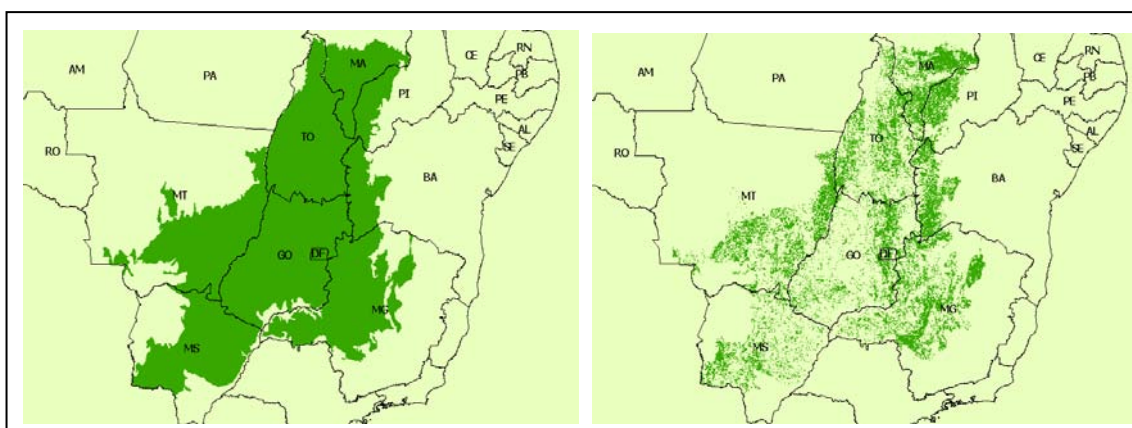 AM
PA
MA
CE
RN
PB
PI
PE
AL
SE
TO
RO
BA
MT
GO
DF
MG
MS
AM
PA
MA
CE
RN
PB
PI
PE
AL
SE
TO
RO
BA
MT
GO
DF
MG
MS